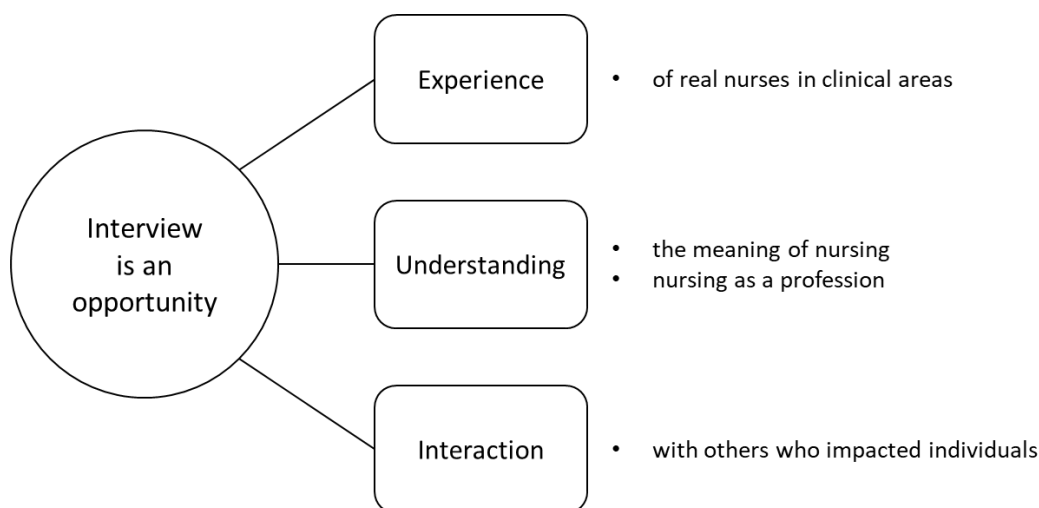 Interview
is an
opportunity
Experience
• of real nurses in clinical areas
Understanding
• the meaning of nursing
• nursing as a profession
Interaction
• with others who impacted individuals